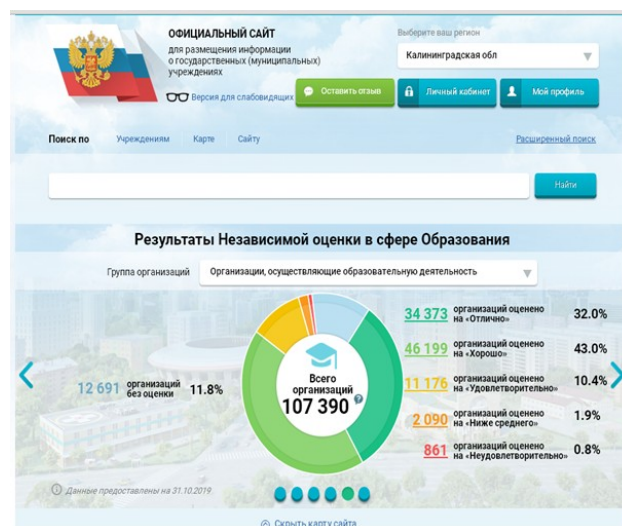 ОФИЦИАЛЬНЫЙ САЙТ
для размещения информации
о государственных (муниципальных)
учреждениях
Версия для слабовидящих
Выберите ваш регион
Калининградская обл
Оставить отзыв
Личный кабинет
Мой профиль
Поиск по Учреждениям Карте Сайту
Расширенный поиск
Найти
Результаты Независимой оценки в сфере Образования
Группа организаций Организации, осуществляющие образовательную деятельность
12 691 организаций без оценки 11.8%
Всего
организаций
107 390
34 373 организаций оценено на «Отлично» 32.0%
46 199 организаций оценено на «Хорошо» 43.0%
11 176 организаций оценено на «Удовлетворительно» 10.4%
2 090 организаций оценено на «Ниже среднего» 1.9%
861 организаций оценено на «Неудовлетворительно» 0.8%
Данные предоставлены на 31.10.2019
Скрыть карту сайта